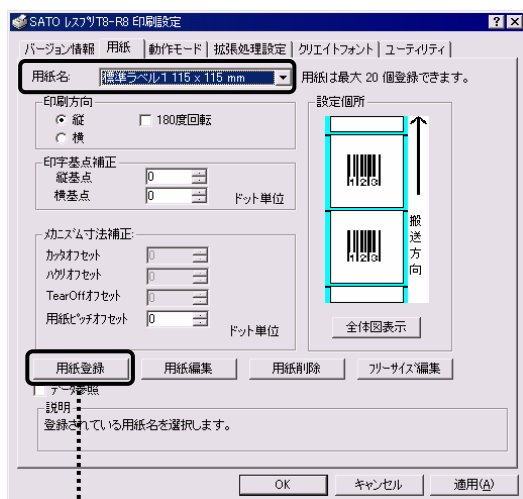 SATO レスプリT8-R8 印刷設定
バージョン情報 用紙 動作モード 拡張処理設定 クリエイトフォント ユーティリティ
用紙名: 標準ラベル1 115 x 115 mm 用紙は最大 20 個登録できます。
印刷方向
縦 180度回転
横
設定個所
印字基点補正
縦基点 0
横基点 0 ドット単位
メカニズム寸法補正:
カッタオフセット 0
ハクリオフセット 0
TearOffオフセット 0
用紙ピッチオフセット 0
ドット単位
123
123
搬送方向
全体図表示
用紙登録 用紙編集 用紙削除 フリーサイズ編集
データ参照
説明
登録されている用紙名を選択します。
OK キャンセル 適用(A)